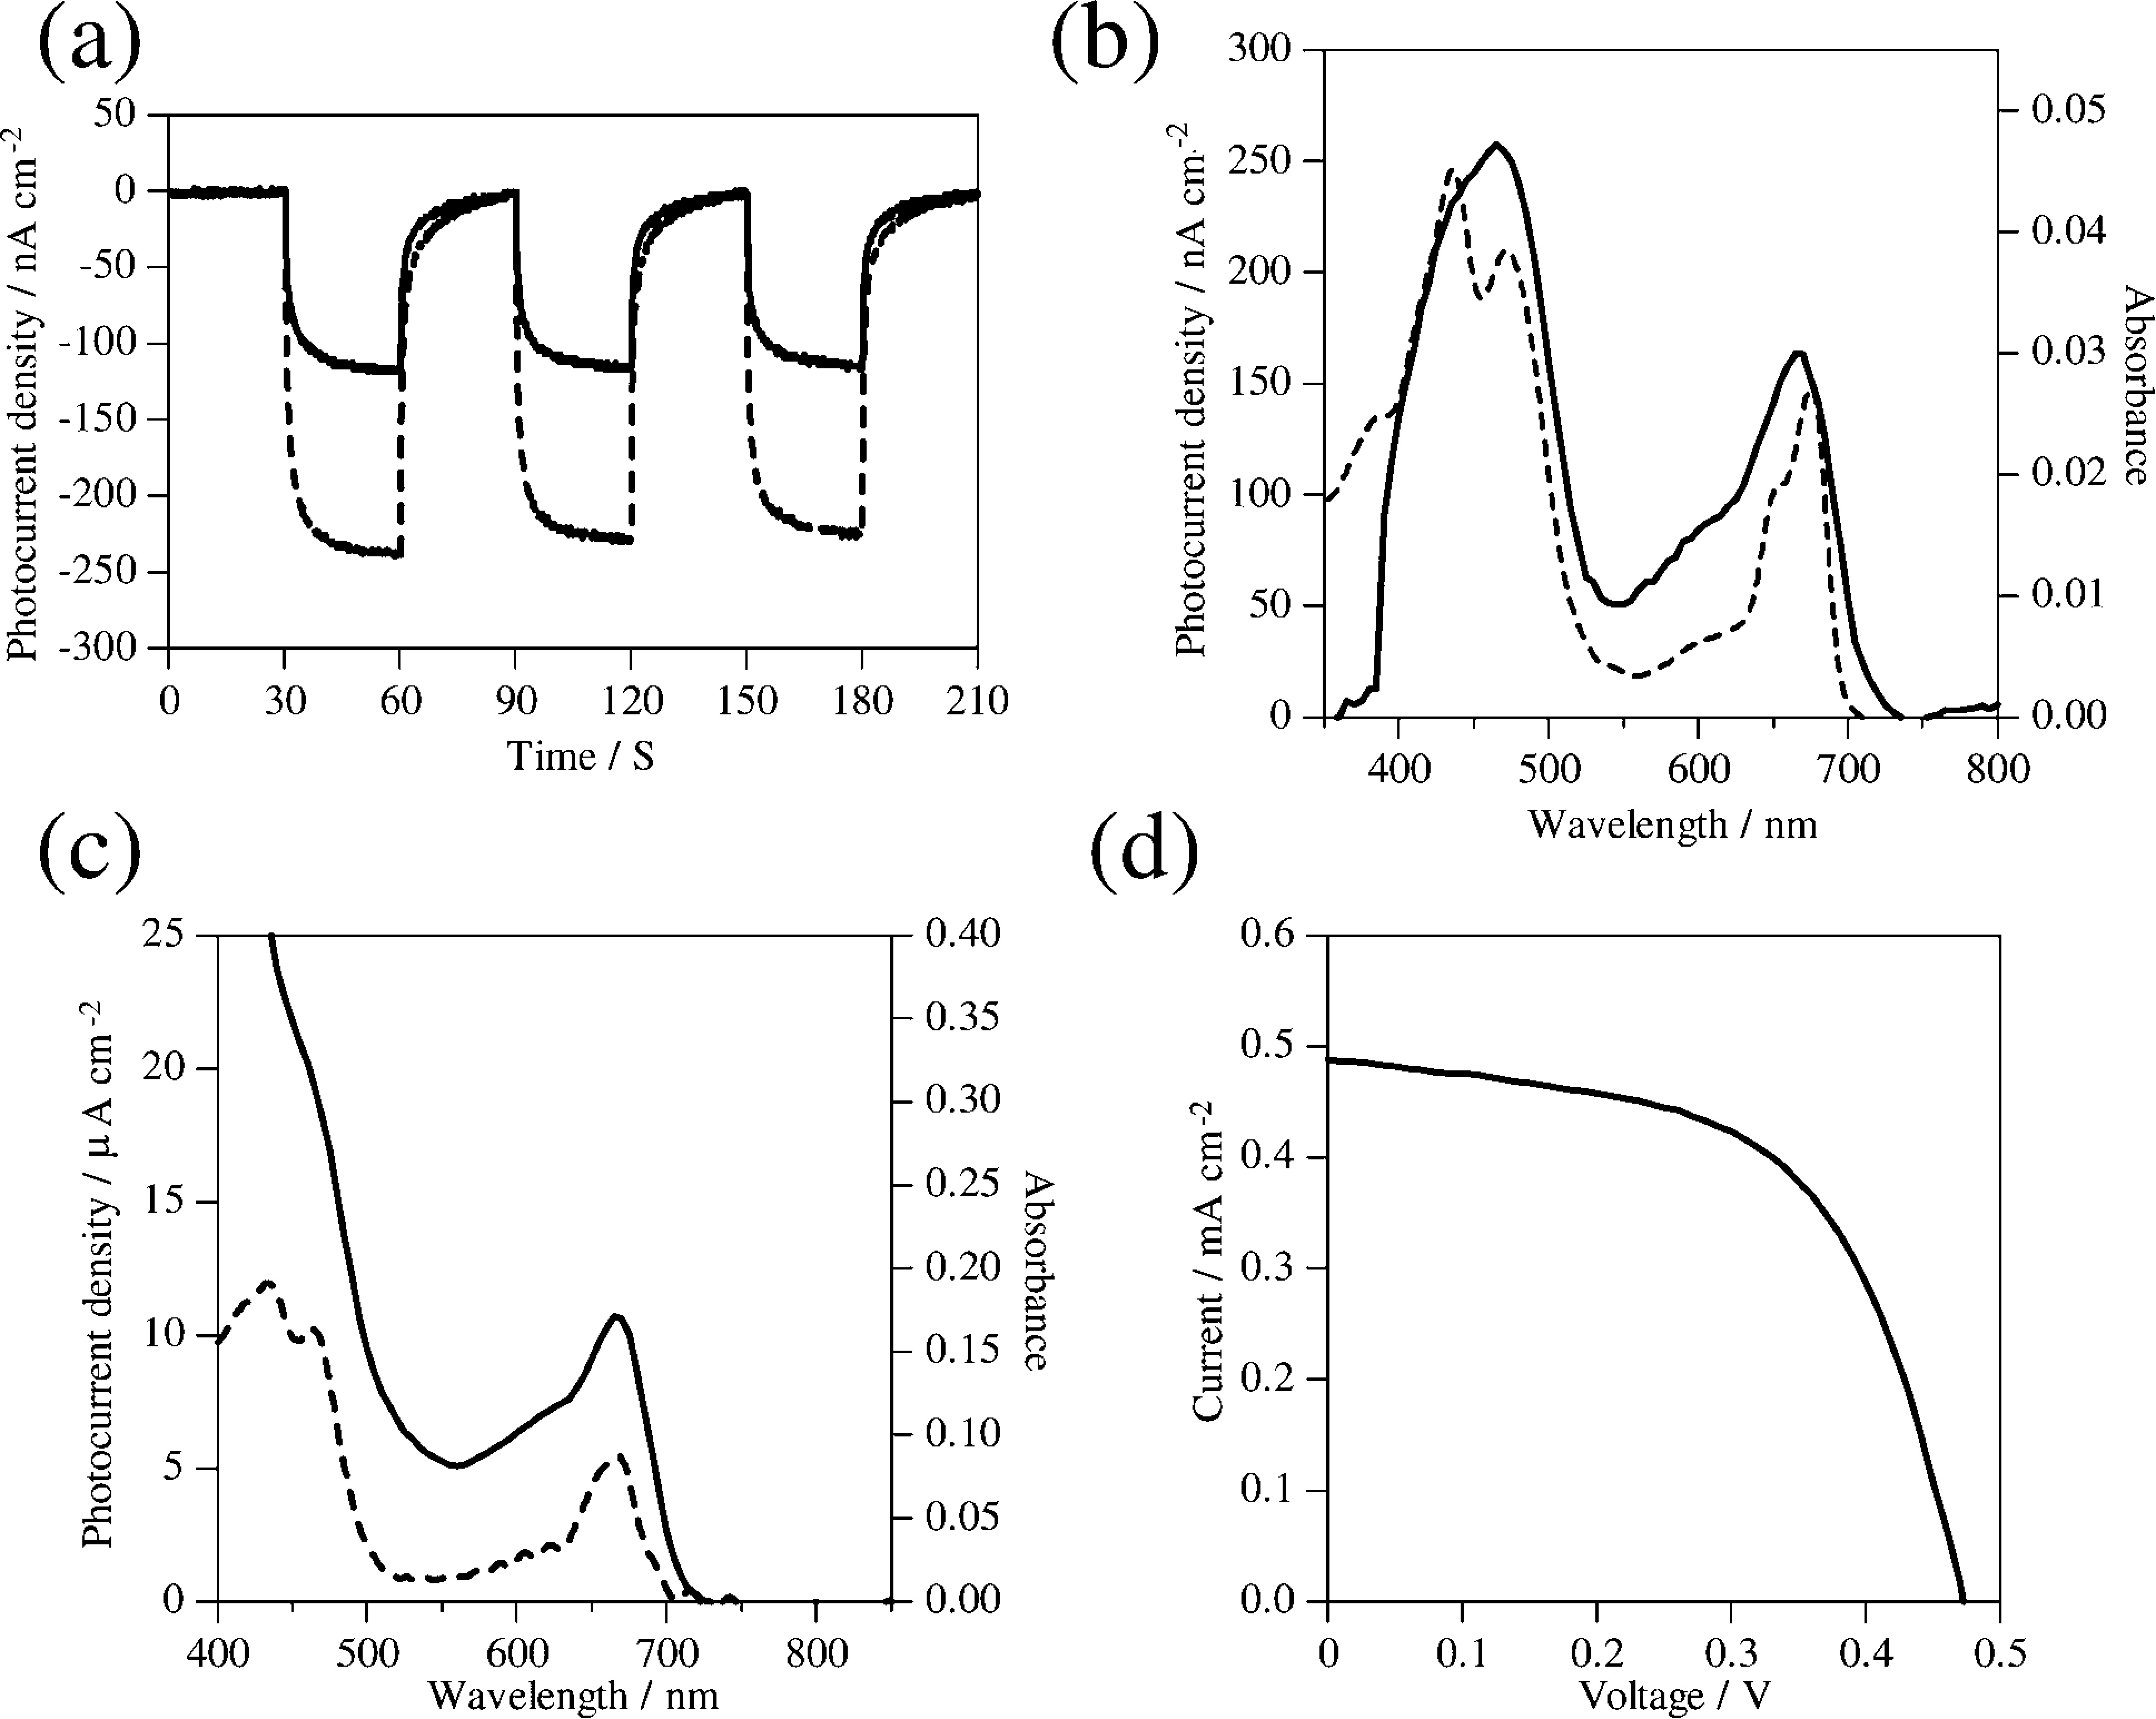 (a)
Photocurrent density / nA cm-2
50
0
-50
-100
-150
-200
-250
-300
0 30 60 90 120 150 180 210
Time / S
(b)
Photocurrent density / nA cm-2
300
250
200
150
100
50
0
0.05
0.04
0.03
0.02
0.01
0.00
Absorbance
400 500 600 700 800
Wavelength / nm
(c)
Photocurrent density / μ A cm-2
25
20
15
10
5
0
0.40
0.35
0.30
0.25
0.20
0.15
0.10
0.05
0.00
Absorbance
400 500 600 700 800
Wavelength / nm
(d)
Current / mA cm-2
0.6
0.5
0.4
0.3
0.2
0.1
0.0
0 0.1 0.2 0.3 0.4 0.5
Voltage / V